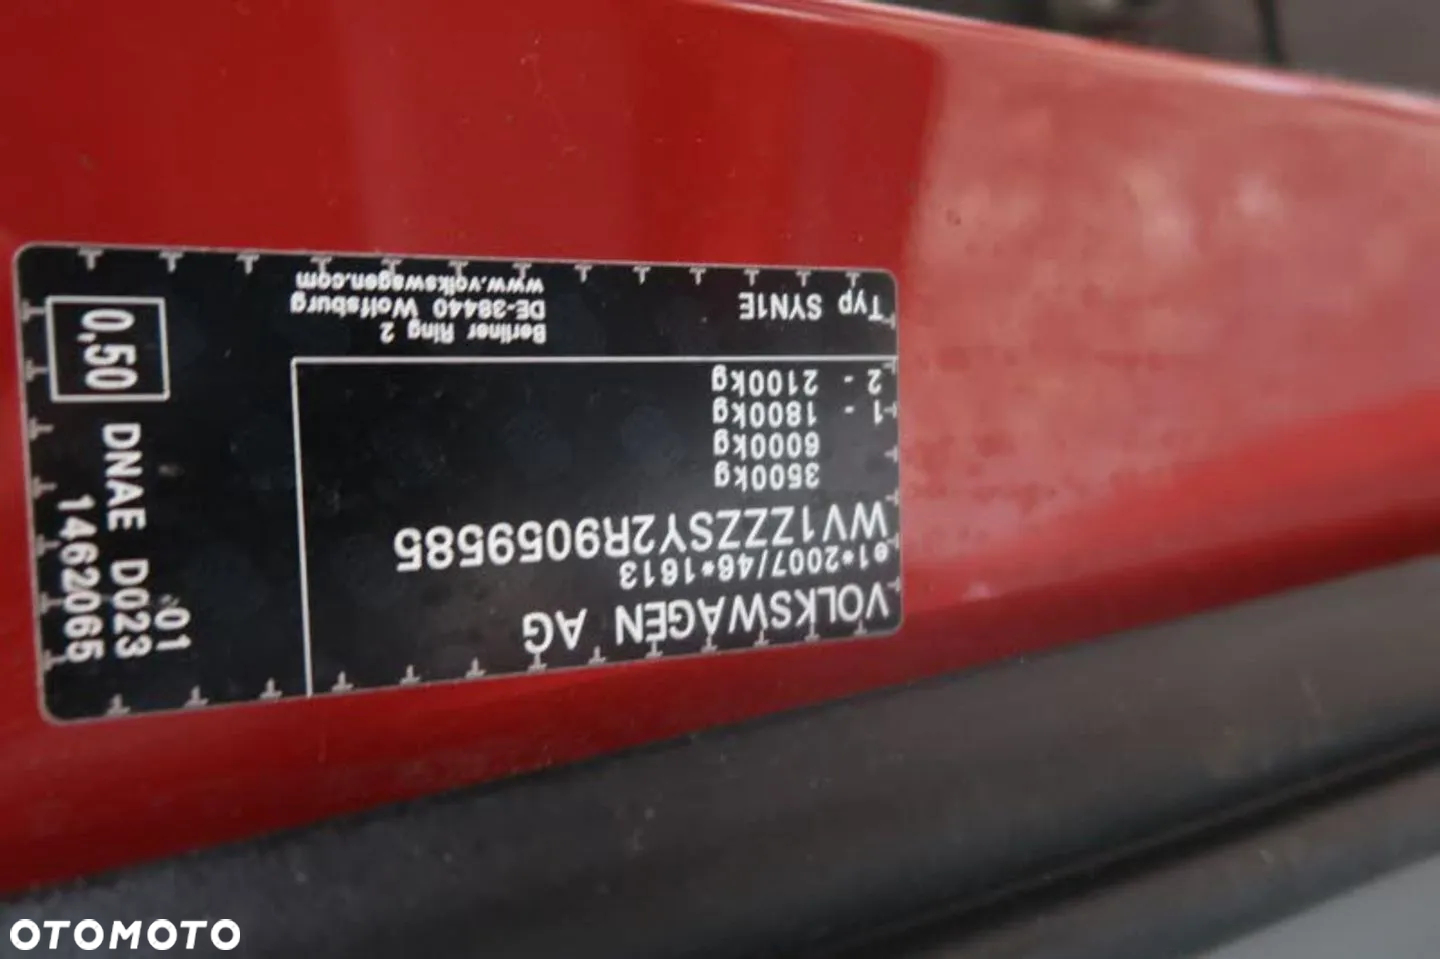 VOLKSWAGEN AG
e1*2007/46*1613
WV1ZZZSY2R9059585
3500kg
6000kg
1 - 1800kg
2 - 2100kg
Typ SYN1E
Berliner Ring 2
DE-38440 Wolfsburg
www.volkswagen.com
0,50
DNAE D023
1462065
01
OTOMOTO